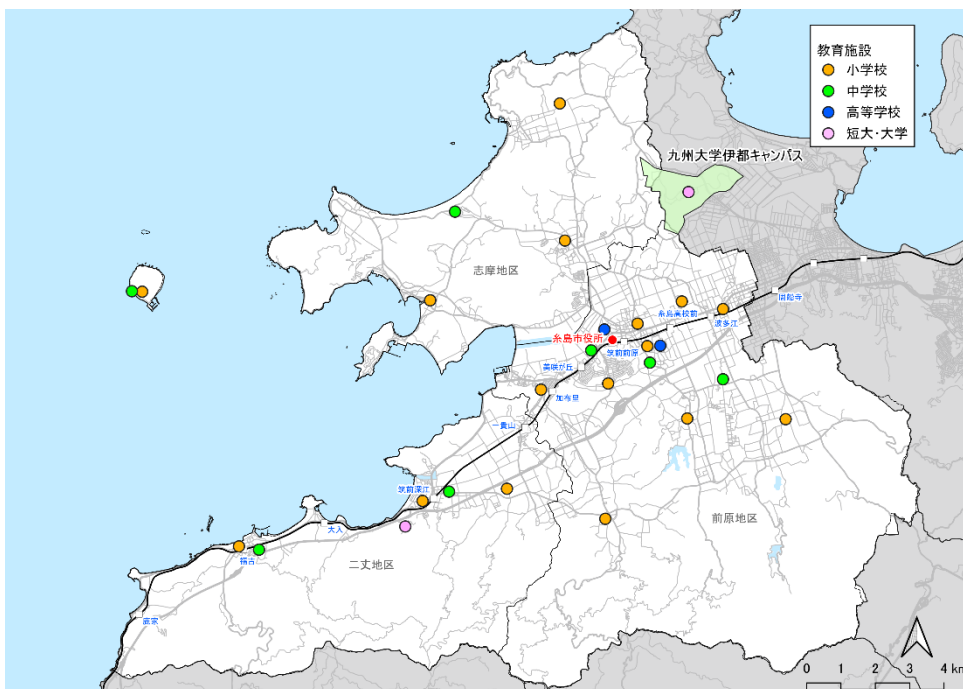 教育施設
小学校
中学校
高等学校
短大・大学
九州大学伊都キャンパス
志摩地区
周船寺
糸島高校前
波多江
糸島市役所
筑前前原
美咲が丘
加布里
一貴山
筑前深江
前原地区
大入
福吉
二丈地区
鹿家
0 1 2 3 4 km